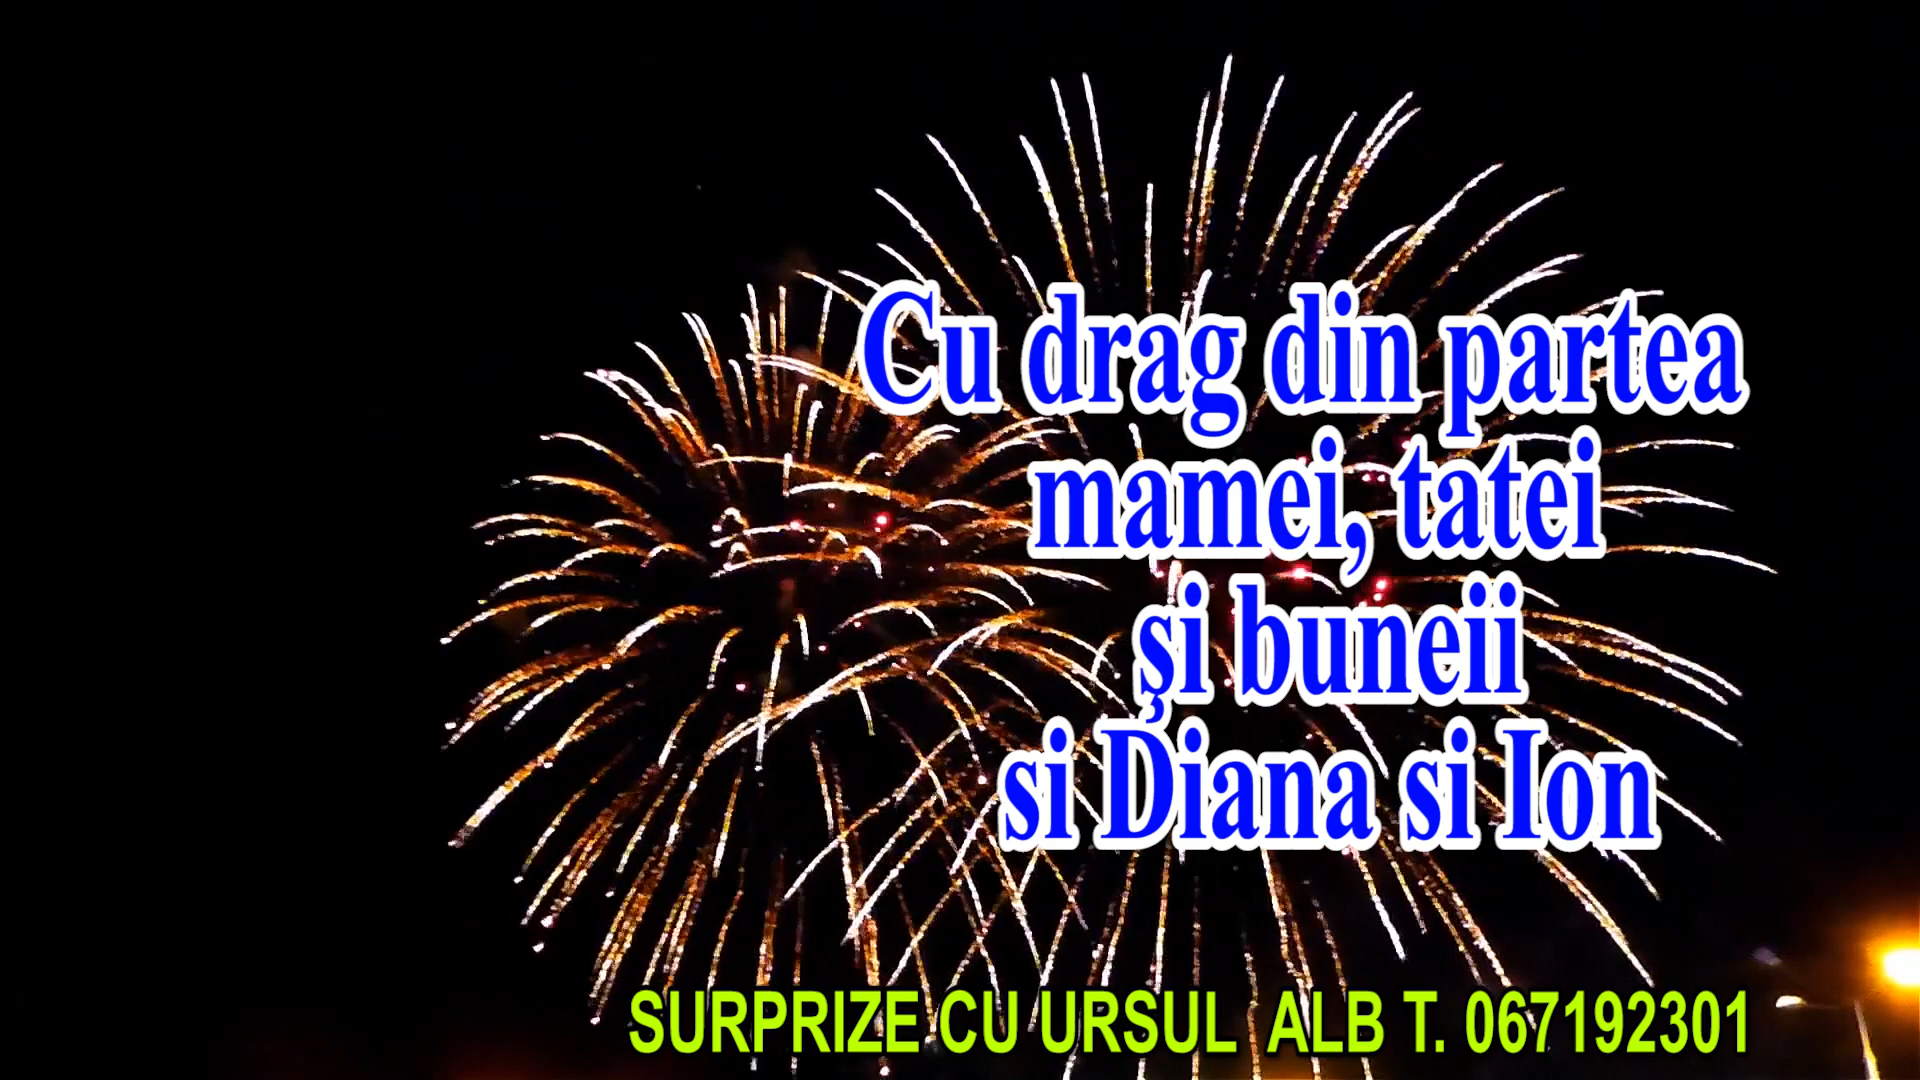 Cu drag din partea
mamei, tatei
şi buneii
si Diana si Ion
SURPRIZE CU URSUL ALB T. 067192301